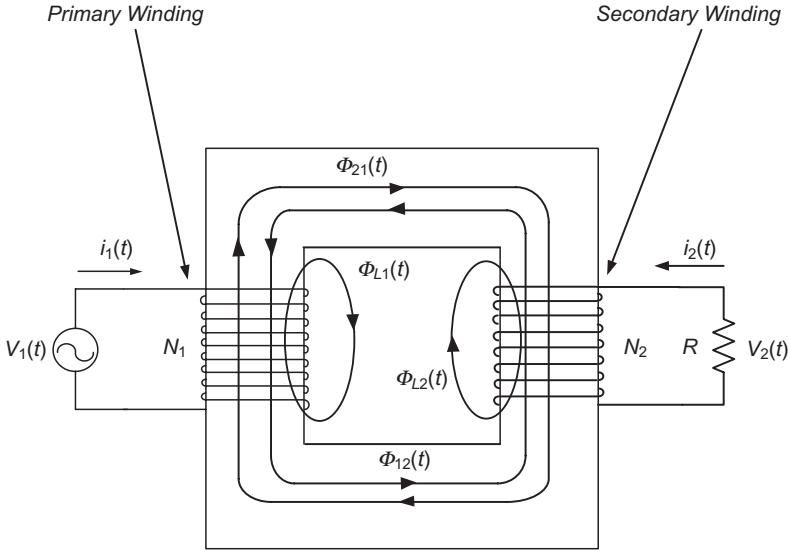 Primary Winding
Secondary Winding
Φ21(t)
i1(t)
i2(t)
ΦL1(t)
V1(t)
N1
N2
R
V2(t)
ΦL2(t)
Φ12(t)